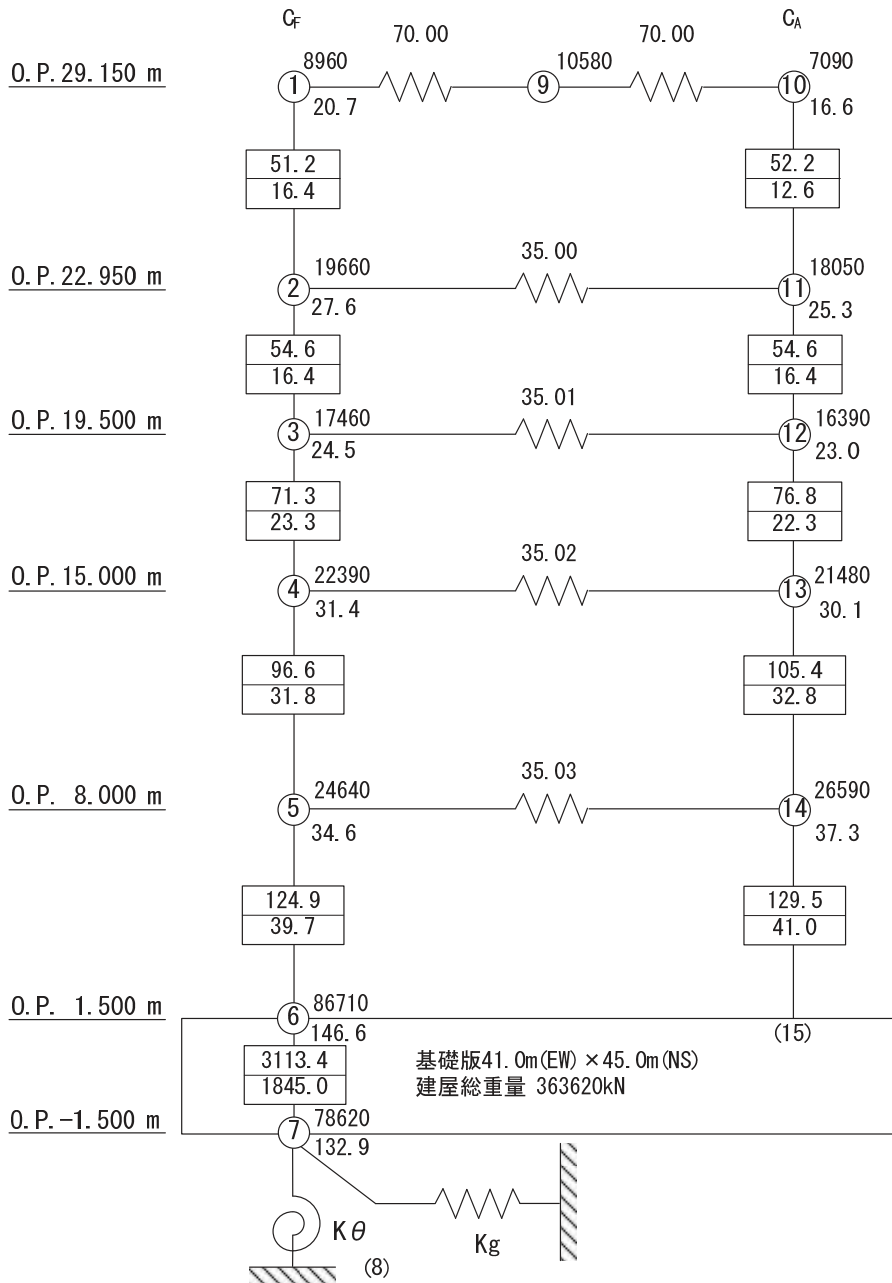 C_F C_A
70.00 70.00
O.P.29.150 m 1 8960 20.7 9 10580 10 7090 16.6
51.2 52.2
16.4 12.6
35.00
O.P.22.950 m 2 19660 27.6 11 18050 25.3
54.6 54.6
16.4 16.4
35.01
O.P.19.500 m 3 17460 24.5 12 16390 23.0
71.3 76.8
23.3 22.3
35.02
O.P.15.000 m 4 22390 31.4 13 21480 30.1
96.6 105.4
31.8 32.8
35.03
O.P. 8.000 m 5 24640 34.6 14 26590 37.3
124.9 129.5
39.7 41.0
O.P. 1.500 m 6 86710 146.6 (15)
3113.4 基礎版41.0m(EW)×45.0m(NS)
1845.0 建屋総重量 363620kN
O.P.-1.500 m 7 78620 132.9
Kθ Kg
(8)